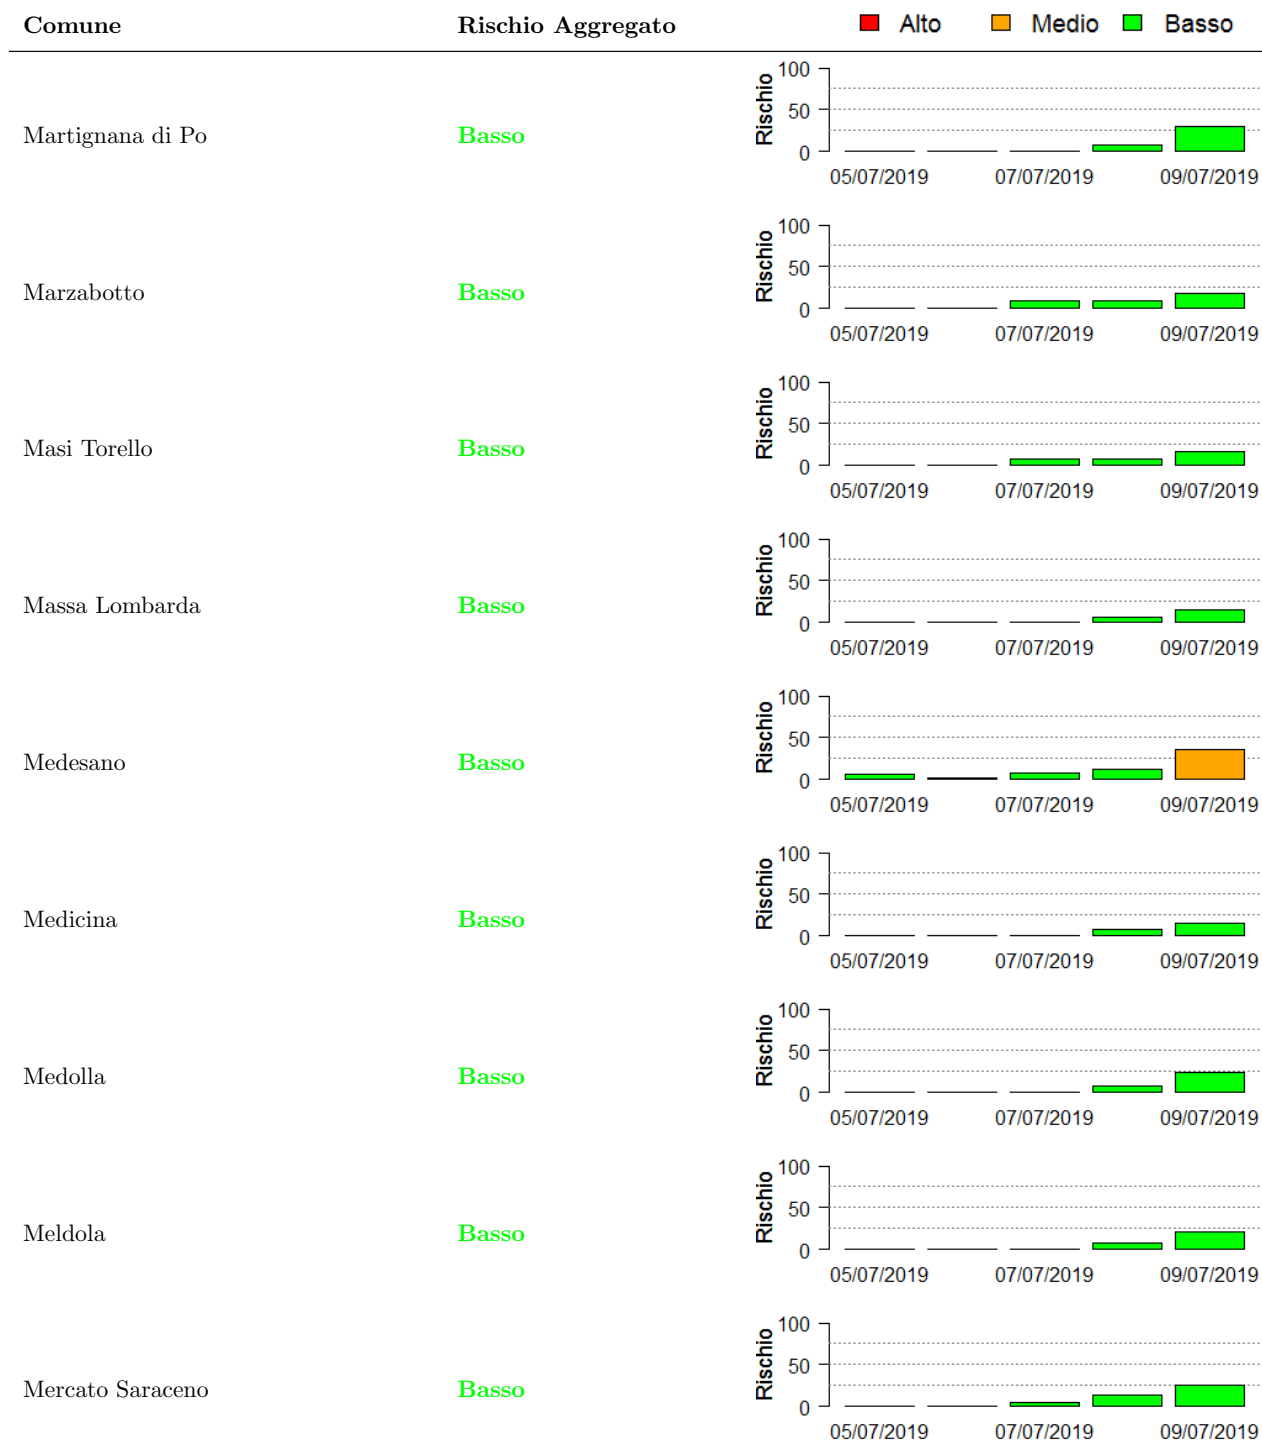 Comune Rischio Aggregato Alto Medio Basso
Martignana di Po Basso Rischio 100 50 0
05/07/2019 07/07/2019 09/07/2019
Marzabotto Basso Rischio 100 50 0
05/07/2019 07/07/2019 09/07/2019
Masi Torello Basso Rischio 100 50 0
05/07/2019 07/07/2019 09/07/2019
Massa Lombarda Basso Rischio 100 50 0
05/07/2019 07/07/2019 09/07/2019
Medesano Basso Rischio 100 50 0
05/07/2019 07/07/2019 09/07/2019
Medicina Basso Rischio 100 50 0
05/07/2019 07/07/2019 09/07/2019
Medolla Basso Rischio 100 50 0
05/07/2019 07/07/2019 09/07/2019
Meldola Basso Rischio 100 50 0
05/07/2019 07/07/2019 09/07/2019
Mercato Saraceno Basso Rischio 100 50 0
05/07/2019 07/07/2019 09/07/2019